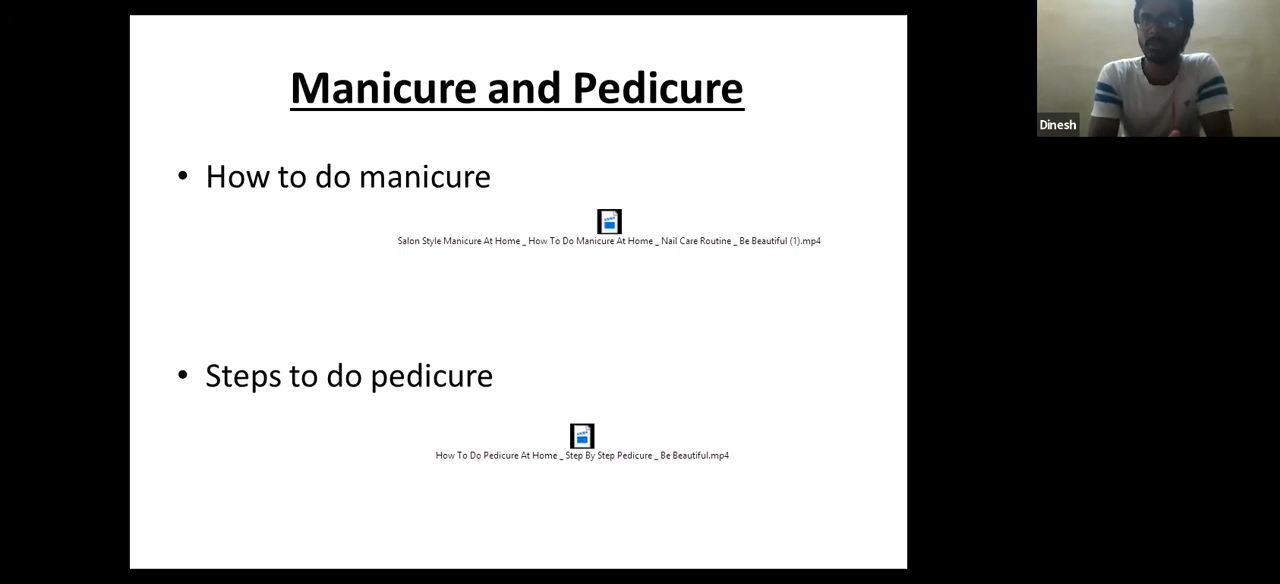 Manicure and Pedicure
• How to do manicure
Salon Style Manicure At Home _ How To Do Manicure At Home _ Nail Care Routine _ Be Beautiful (1).mp4
• Steps to do pedicure
How To Do Pedicure At Home _ Step By Step Pedicure _ Be Beautiful.mp4
Dinesh